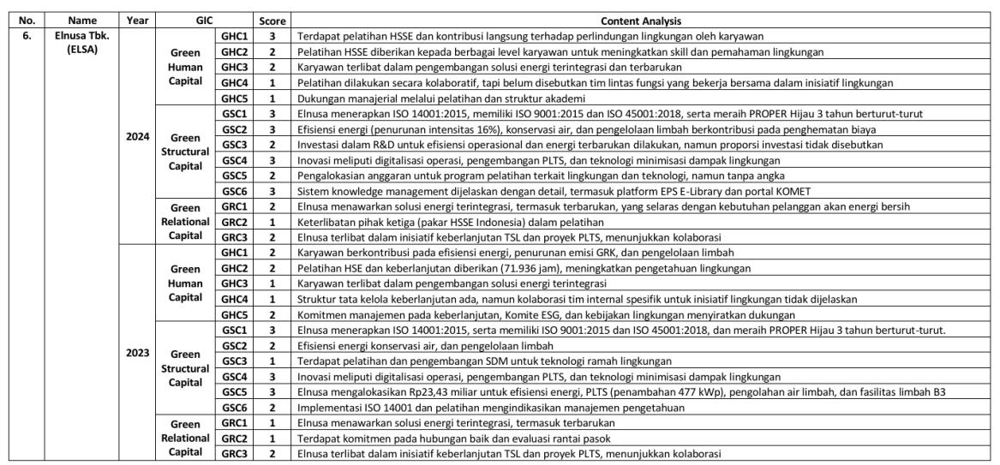 No. Name Year GIC Score Content Analysis
6. Elnusa Tbk. (ELSA) 2024 Green Human Capital GHC1 3 Terdapat pelatihan HSSE dan kontribusi langsung terhadap perlindungan lingkungan oleh karyawan
GHC2 2 Pelatihan HSSE diberikan kepada berbagai level karyawan untuk meningkatkan skill dan pemahaman lingkungan
GHC3 2 Karyawan terlibat dalam pengembangan solusi energi terintegrasi dan terbarukan
GHC4 1 Pelatihan dilakukan secara kolaboratif, tapi belum disebutkan tim lintas fungsi yang bekerja bersama dalam inisiatif lingkungan
GHC5 1 Dukungan manajerial melalui pelatihan dan struktur akademi
Green Structural Capital GSC1 3 Elnusa menerapkan ISO 14001:2015, memiliki ISO 9001:2015 dan ISO 45001:2018, serta meraih PROPER Hijau 3 tahun berturut-turut
GSC2 3 Efisiensi energi (penurunan intensitas 16%), konservasi air, dan pengelolaan limbah berkontribusi pada penghematan biaya
GSC3 2 Investasi dalam R&D untuk efisiensi operasional dan energi terbarukan dilakukan, namun proporsi investasi tidak disebutkan
GSC4 3 Inovasi meliputi digitalisasi operasi, pengembangan PLTS, dan teknologi minimisasi dampak lingkungan
GSC5 2 Pengalokasian anggaran untuk program pelatihan terkait lingkungan dan teknologi, namun tanpa angka
GSC6 3 Sistem knowledge management dijelaskan dengan detail, termasuk platform EPS E-Library dan portal KOMET
Green Relational Capital GRC1 2 Elnusa menawarkan solusi energi terintegrasi, termasuk terbarukan, yang selaras dengan kebutuhan pelanggan akan energi bersih
GRC2 1 Keterlibatan pihak ketiga (pakar HSSE Indonesia) dalam pelatihan
GRC3 2 Elnusa terlibat dalam inisiatif keberlanjutan TSL dan proyek PLTS, menunjukkan kolaborasi
2023 Green Human Capital GHC1 2 Karyawan berkontribusi pada efisiensi energi, penurunan emisi GRK, dan pengelolaan limbah
GHC2 2 Pelatihan HSE dan keberlanjutan diberikan (71.936 jam), meningkatkan pengetahuan lingkungan
GHC3 1 Karyawan terlibat dalam pengembangan solusi energi terintegrasi
GHC4 1 Struktur tata kelola keberlanjutan ada, namun kolaborasi tim internal spesifik untuk inisiatif lingkungan tidak dijelaskan
GHC5 2 Komitmen manajemen pada keberlanjutan, Komite ESG, dan kebijakan lingkungan menyiratkan dukungan
Green Structural Capital GSC1 3 Elnusa menerapkan ISO 14001:2015, serta memiliki ISO 9001:2015 dan ISO 45001:2018, dan meraih PROPER Hijau 3 tahun berturut-turut.
GSC2 2 Efisiensi energi konservasi air, dan pengelolaan limbah
GSC3 1 Terdapat pelatihan dan pengembangan SDM untuk teknologi ramah lingkungan
GSC4 3 Inovasi meliputi digitalisasi operasi, pengembangan PLTS, dan teknologi minimisasi dampak lingkungan
GSC5 3 Elnusa mengalokasikan Rp23,43 miliar untuk efisiensi energi, PLTS (penambahan 477 kWp), pengolahan air limbah, dan fasilitas limbah B3
GSC6 2 Implementasi ISO 14001 dan pelatihan mengindikasikan manajemen pengetahuan
Green Relational Capital GRC1 1 Elnusa menawarkan solusi energi terintegrasi, termasuk terbarukan
GRC2 1 Terdapat komitmen pada hubungan baik dan evaluasi rantai pasok
GRC3 2 Elnusa terlibat dalam inisiatif keberlanjutan TSL dan proyek PLTS, menunjukkan kolaborasi